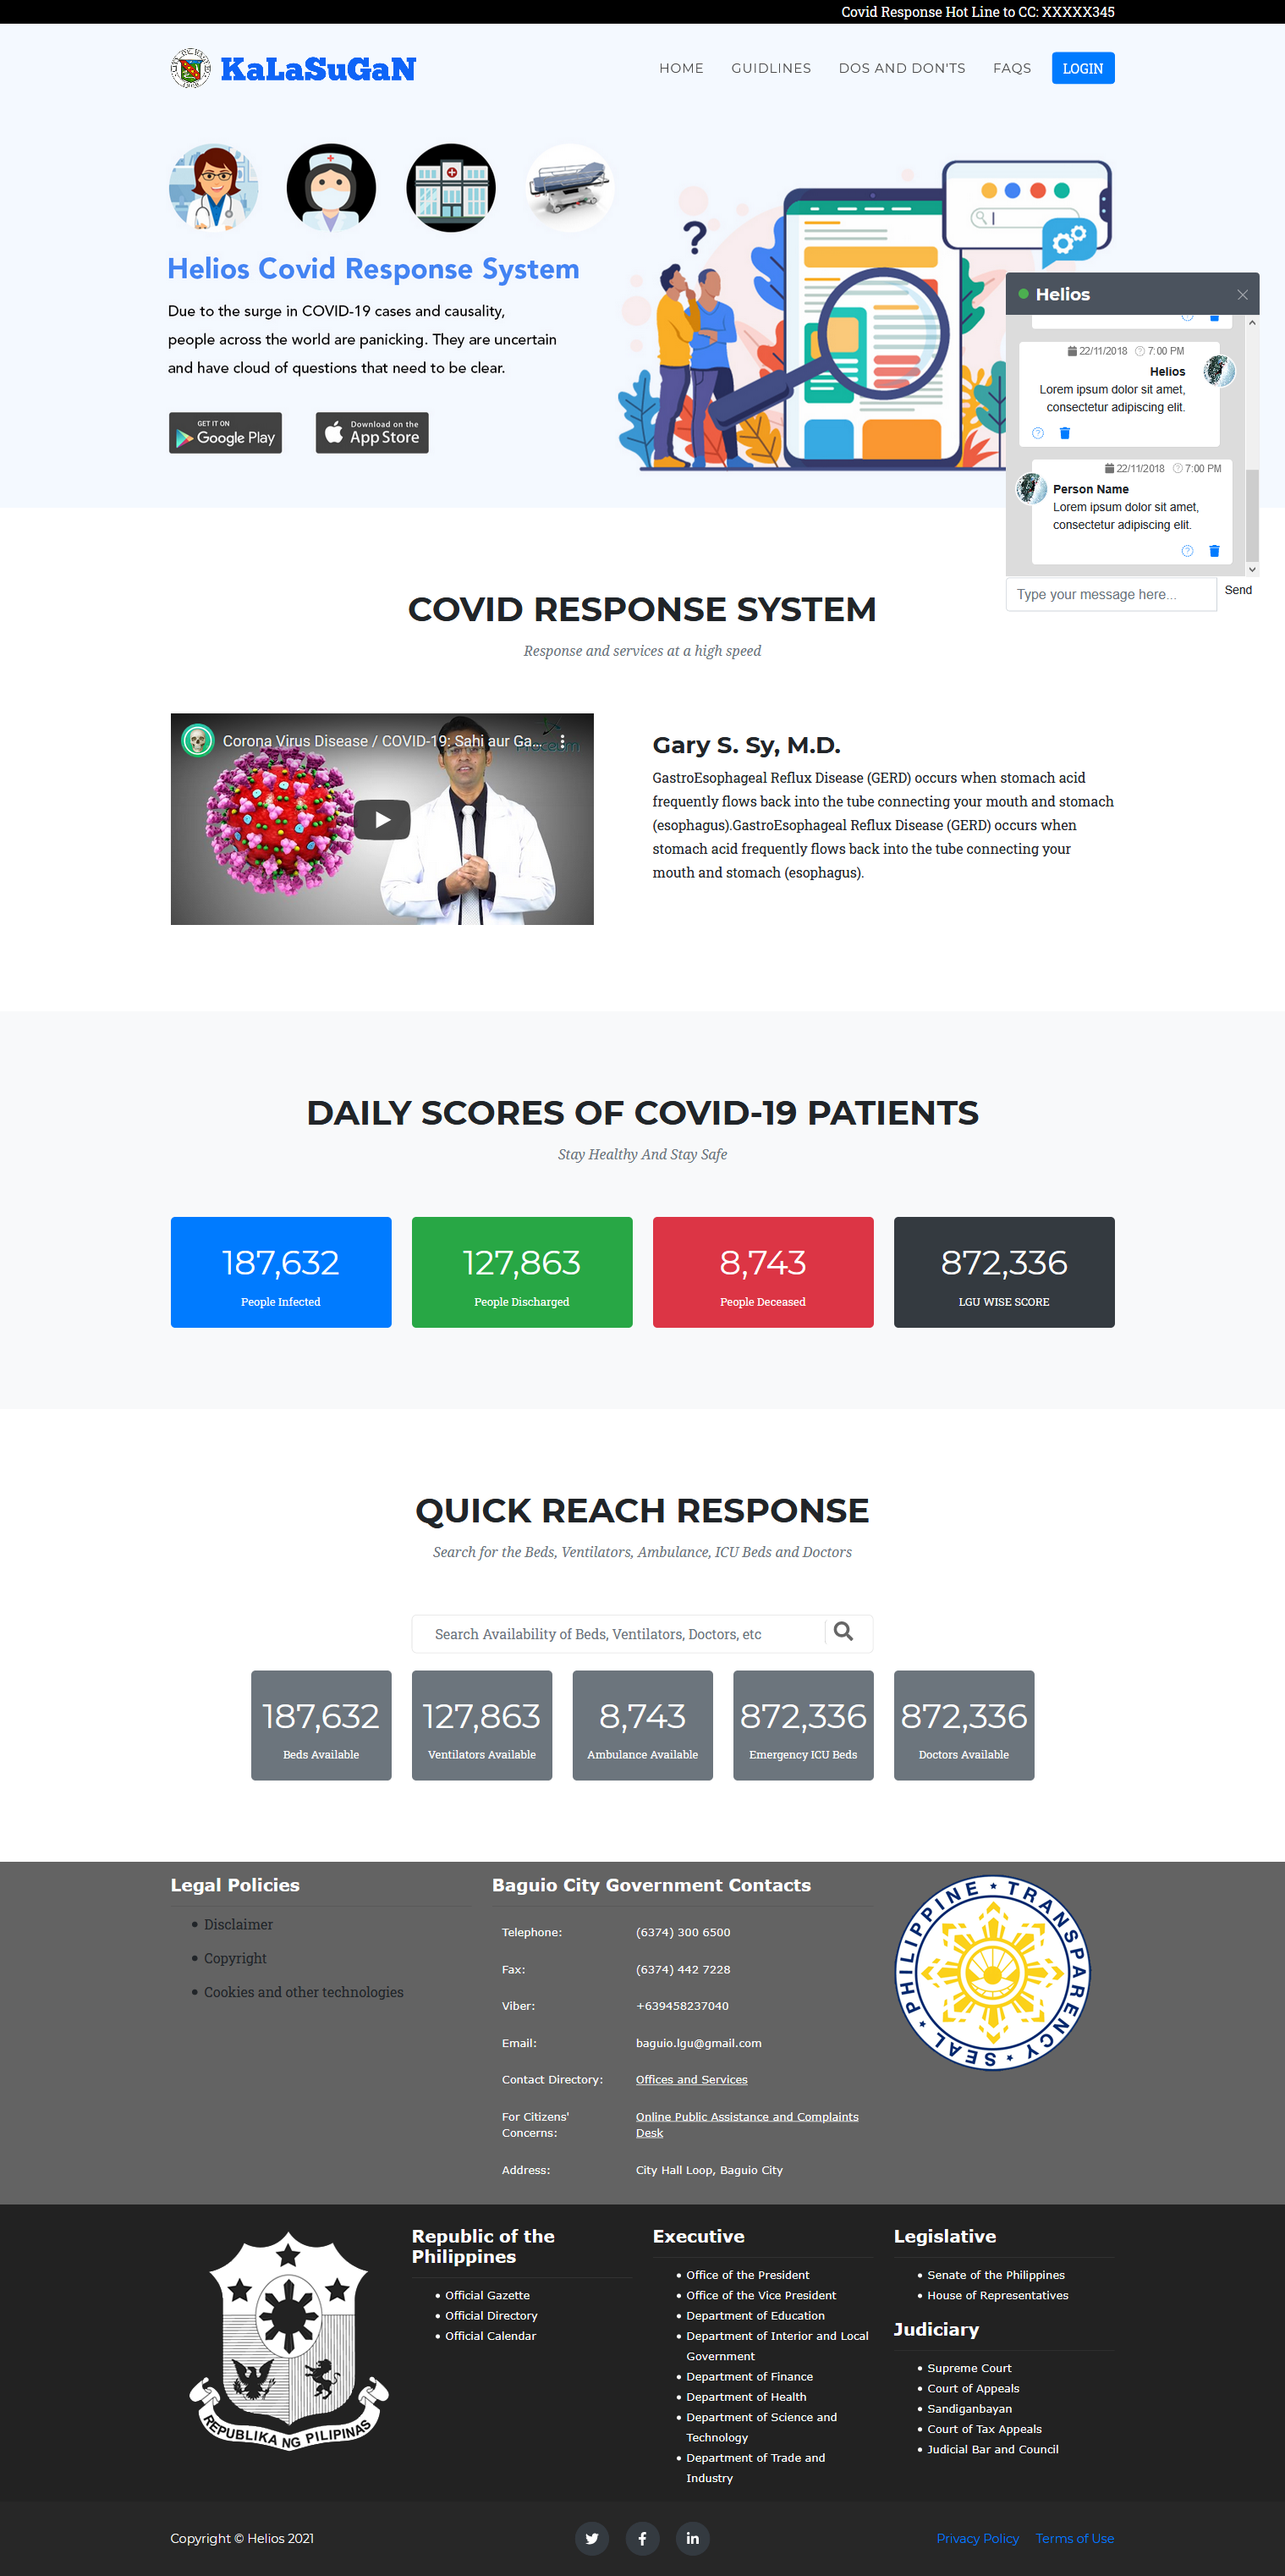 Covid Response Hot Line to CC: XXXXX345
KaLaSuGaN
HOME GUIDLINES DOS AND DON'TS FAQS LOGIN
Helios Covid Response System
Due to the surge in COVID-19 cases and causality,
people across the world are panicking. They are uncertain
and have cloud of questions that need to be clear.
GET IT ON
Google Play
Download on the
App Store
Helios
22/11/2018 7:00 PM
Helios
Lorem ipsum dolor sit amet,
consectetur adipiscing elit.
22/11/2018 7:00 PM
Person Name
Lorem ipsum dolor sit amet,
consectetur adipiscing elit.
Type your message here... Send
COVID RESPONSE SYSTEM
Response and services at a high speed
Corona Virus Disease / COVID-19: Sahi aur Ga...
Gary S. Sy, M.D.
GastroEsophageal Reflux Disease (GERD) occurs when stomach acid
frequently flows back into the tube connecting your mouth and stomach
(esophagus).GastroEsophageal Reflux Disease (GERD) occurs when
stomach acid frequently flows back into the tube connecting your
mouth and stomach (esophagus).
DAILY SCORES OF COVID-19 PATIENTS
Stay Healthy And Stay Safe
187,632
People Infected
127,863
People Discharged
8,743
People Deceased
872,336
LGU WISE SCORE
QUICK REACH RESPONSE
Search for the Beds, Ventilators, Ambulance, ICU Beds and Doctors
Search Availability of Beds, Ventilators, Doctors, etc
187,632
Beds Available
127,863
Ventilators Available
8,743
Ambulance Available
872,336
Emergency ICU Beds
872,336
Doctors Available
Legal Policies
Disclaimer
Copyright
Cookies and other technologies
Baguio City Government Contacts
Telephone: (6374) 300 6500
Fax: (6374) 442 7228
Viber: +639458237040
Email: baguio.lgu@gmail.com
Contact Directory: Offices and Services
For Citizens' Online Public Assistance and Complaints
Concerns: Desk
Address: City Hall Loop, Baguio City
PHILIPPINE TRANSPARENCY SEAL
REPUBLIKA NG PILIPINAS
Republic of the
Philippines
Official Gazette
Official Directory
Official Calendar
Executive
Office of the President
Office of the Vice President
Department of Education
Department of Interior and Local
Government
Department of Finance
Department of Health
Department of Science and
Technology
Department of Trade and
Industry
Legislative
Senate of the Philippines
House of Representatives
Judiciary
Supreme Court
Court of Appeals
Sandiganbayan
Court of Tax Appeals
Judicial Bar and Council
Copyright © Helios 2021
Privacy Policy Terms of Use